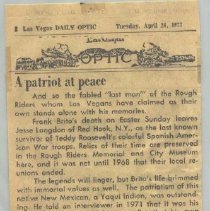 2 Las Vegas DAILY OPTIC Tuesday, April 26, 1977
Las Vegas
OPTIC
A patriot at peace
And so the fabled "last man" of the Rough
Riders whom Las Vegans have claimed as their
own stands alone with his memories.
Frank Brito's death on Easter Sunday leaves
Jesse Langdon of Red Hook, N.Y., as the last known
survivor of Teddy Roosevelt's colorful Spanish-Amer-
ican War troops. Relics of their time are preserved
in the Rough Riders Memorial and City Museum
here, and it was not until 1968 that their local re-
unions ended.
The legends will linger, but Brito's life brimmed
with immortal values as well. The patriotism of this
native New Mexican, a Yaqui Indian, was outstand-
ing. He told an interviewer in 1971 that it was his